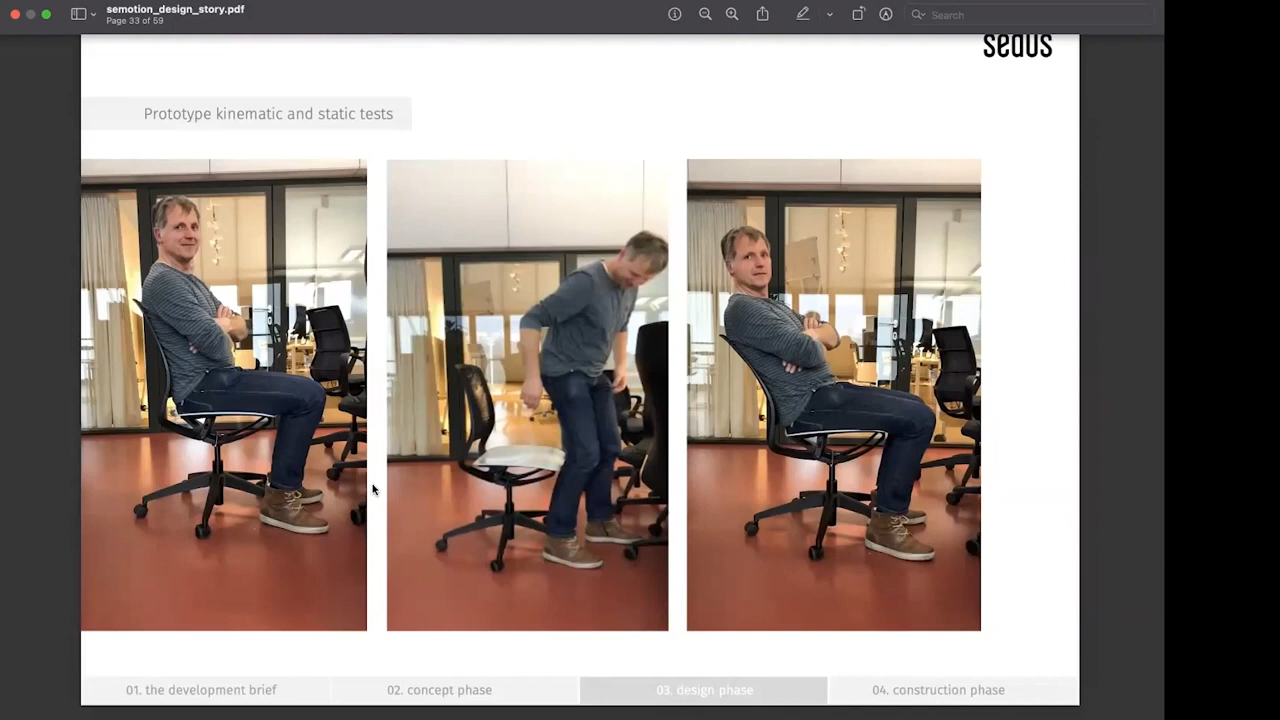 semotion_design_story.pdf
Page 33 of 59
Search
sedus
Prototype kinematic and static tests
01. the development brief
02. concept phase
03. design phase
04. construction phase